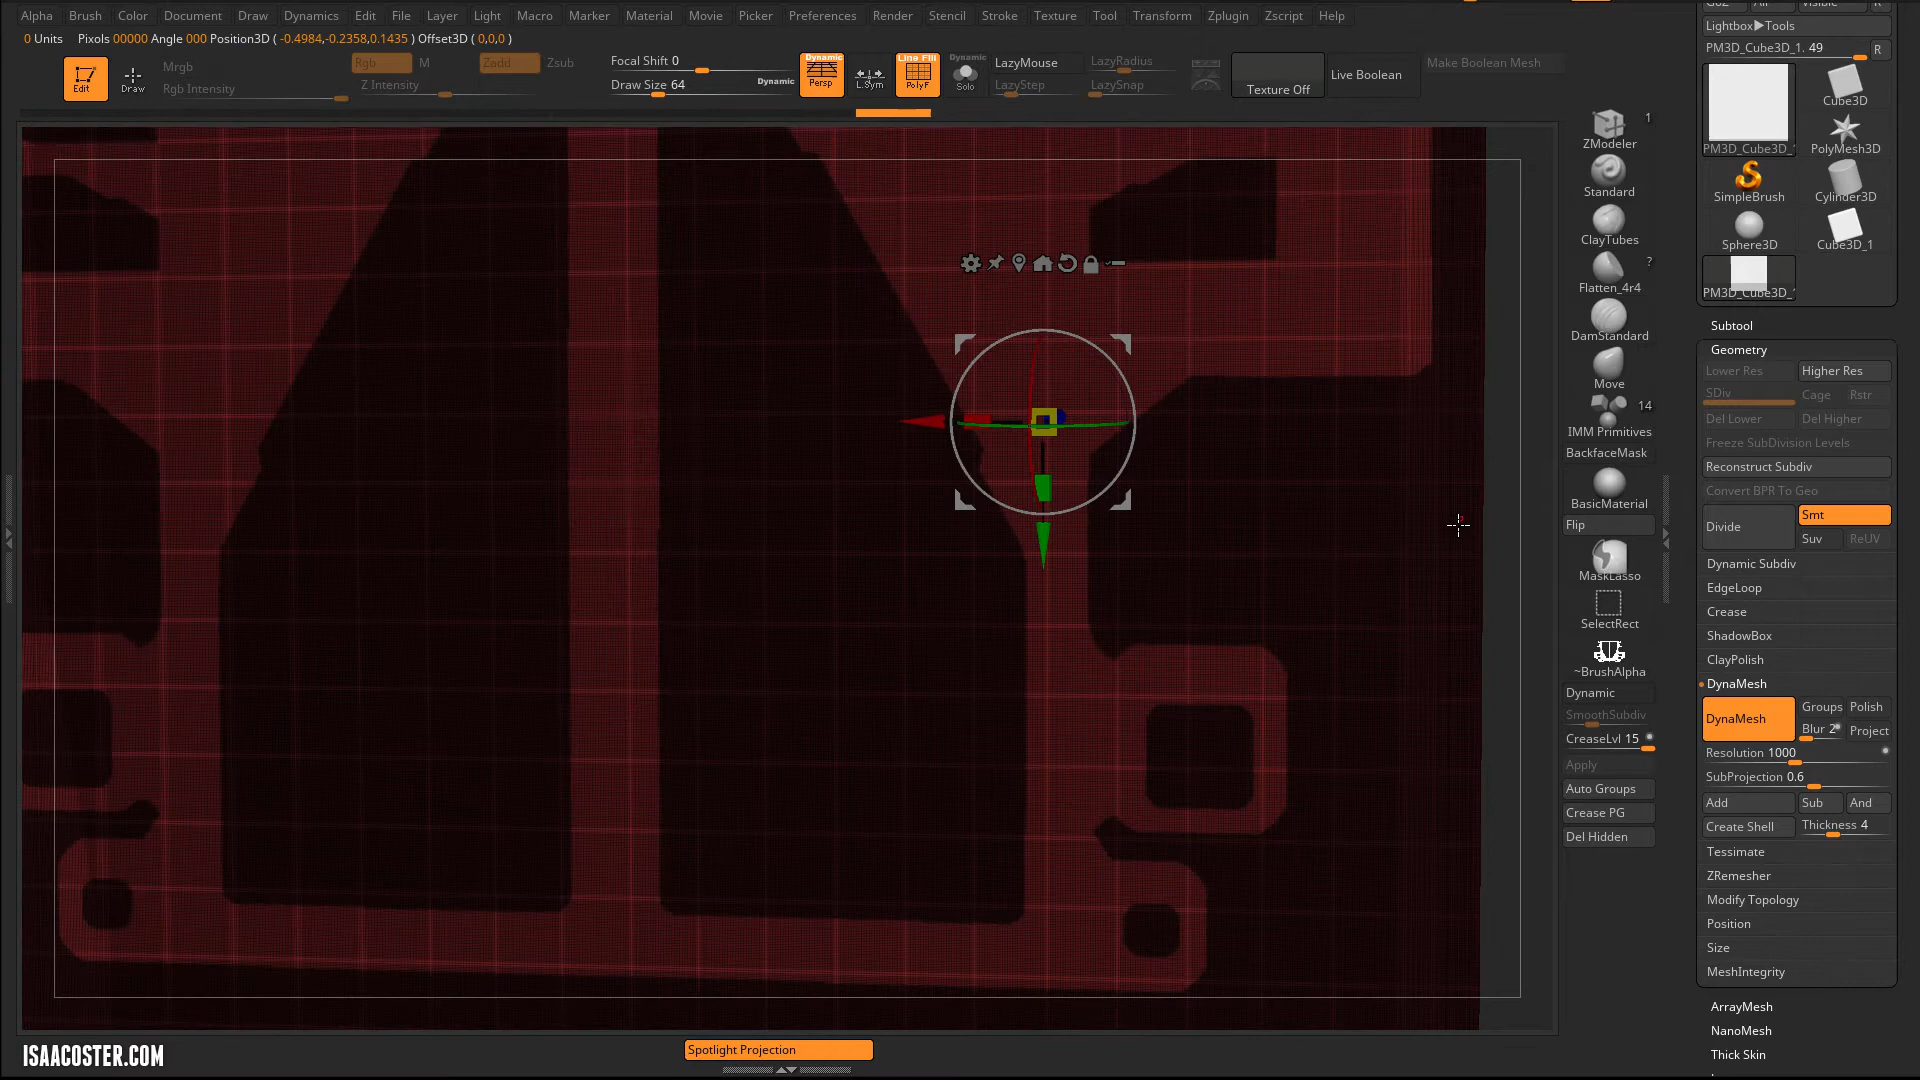 Alpha Brush Color Document Draw Dynamics Edit File Layer Light Macro Marker Material Movie Picker Preferences Render Stencil Stroke Texture Tool Transform Zplugin Zscript Help
0 Units Pixols 00000 Angle 000 Position3D ( -0.4984,-0.2358,0.1435 ) Offset3D ( 0,0,0 )
Edit
Draw
Mrgb
Rgb Intensity
Rgb M Zadd Zsub
Z Intensity
Focal Shift 0
Draw Size 64
Dynamic
Dynamic
Persp
L.Sym
Line Fill
PolyF
Dynamic
Solo
LazyMouse
LazyStep
LazyRadius
LazySnap
Texture Off
Live Boolean
Make Boolean Mesh
1
ZModeler
Standard
ClayTubes
?
Flatten_4r4
DamStandard
Move
14
IMM Primitives
BackfaceMask
BasicMaterial
Flip
MaskLasso
SelectRect
~BrushAlpha
Dynamic
SmoothSubdiv
CreaseLvl 15
Apply
Auto Groups
Crease PG
Del Hidden
Lightbox▶Tools
PM3D_Cube3D_1. 49 R
Cube3D
PM3D_Cube3D_
PolyMesh3D
SimpleBrush
Cylinder3D
Sphere3D
Cube3D_1
PM3D_Cube3D_
Subtool
Geometry
Lower Res Higher Res
SDiv Cage Rstr
Del Lower Del Higher
Freeze SubDivision Levels
Reconstruct Subdiv
Convert BPR To Geo
Divide
Smt
Suv ReUV
Dynamic Subdiv
EdgeLoop
Crease
ShadowBox
ClayPolish
DynaMesh
DynaMesh
Groups Polish
Blur 2 Project
Resolution 1000
SubProjection 0.6
Add Sub And
Create Shell Thickness 4
Tessimate
ZRemesher
Modify Topology
Position
Size
MeshIntegrity
ArrayMesh
NanoMesh
Thick Skin
Spotlight Projection
ISAACOSTER.COM